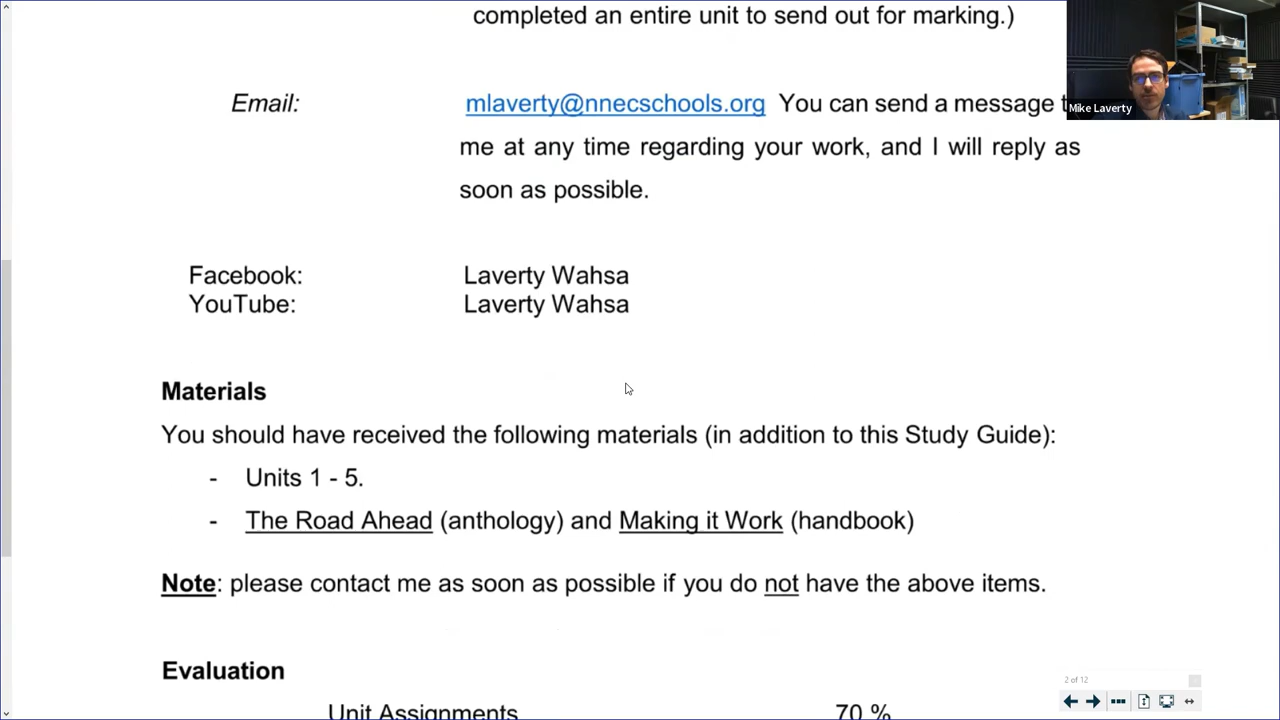 completed an entire unit to send out for marking.)
Mike Laverty
Email: mlaverty@nnecschools.org You can send a message
me at any time regarding your work, and I will reply as
soon as possible.
Facebook: Laverty Wahsa
YouTube: Laverty Wahsa
Materials
You should have received the following materials (in addition to this Study Guide):
- Units 1 - 5.
- The Road Ahead (anthology) and Making it Work (handbook)
Note: please contact me as soon as possible if you do not have the above items.
Evaluation
2 of 12
Unit Assignments 70 %